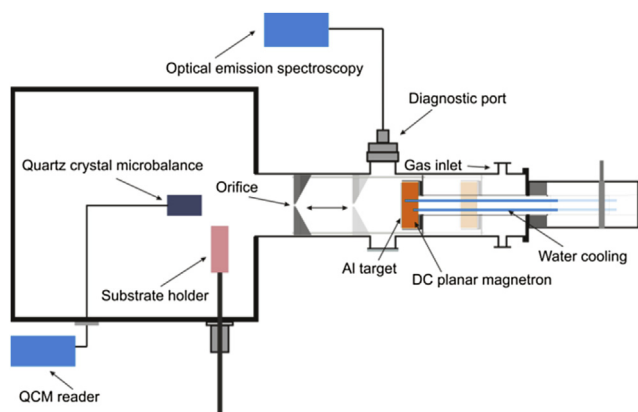 Optical emission spectroscopy
Diagnostic port
Gas inlet
Quartz crystal microbalance
Orifice
Water cooling
Al target
DC planar magnetron
Substrate holder
QCM reader